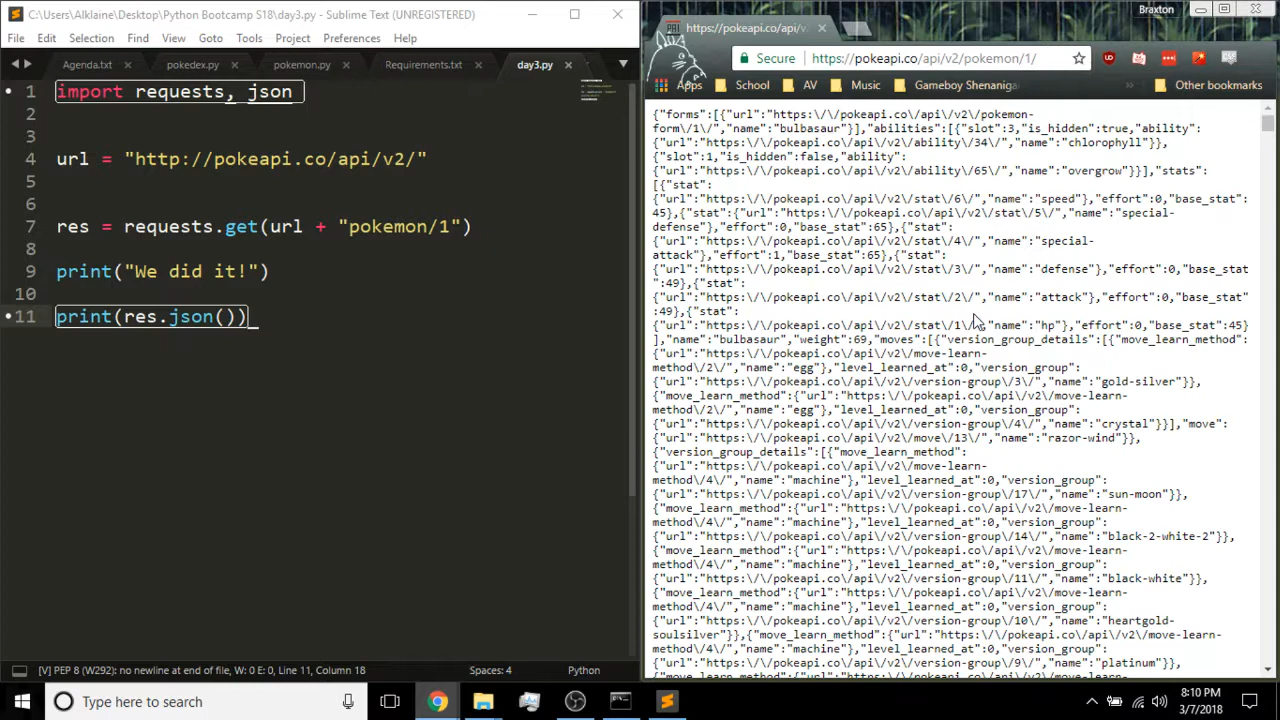 C:\Users\Alklaine\Desktop\Python Bootcamp S18\day3.py - Sublime Text (UNREGISTERED)
File Edit Selection Find View Goto Tools Project Preferences Help
Agenda.txt pokedex.py pokemon.py Requirements.txt day3.py
1 import requests, json
2
3
4 url = "http://pokeapi.co/api/v2/"
5
6
7 res = requests.get(url + "pokemon/1")
8
9 print("We did it!")
10
11 print(res.json())
[V] PEP 8 (W292): no newline at end of file, W: 0 E: 0, Line 11, Column 18 Spaces: 4 Python
Braxton
https://pokeapi.co/api/v
Secure https://pokeapi.co/api/v2/pokemon/1/
Apps School AV Music Gameboy Shenaniga » Other bookmarks
{"forms":[{"url":"https:\/\/pokeapi.co\/api\/v2\/pokemon-
form\/1\/","name":"bulbasaur"}],"abilities":[{"slot":3,"is_hidden":true,"ability":
{"url":"https:\/\/pokeapi.co\/api\/v2\/ability\/34\/","name":"chlorophyll"}},
{"slot":1,"is_hidden":false,"ability":
{"url":"https:\/\/pokeapi.co\/api\/v2\/ability\/65\/","name":"overgrow"}}],"stats":
[{"stat":
{"url":"https:\/\/pokeapi.co\/api\/v2\/stat\/6\/","name":"speed"},"effort":0,"base_stat":
45},{"stat":{"url":"https:\/\/pokeapi.co\/api\/v2\/stat\/5\/","name":"special-
defense"},"effort":0,"base_stat":65},{"stat":
{"url":"https:\/\/pokeapi.co\/api\/v2\/stat\/4\/","name":"special-
attack"},"effort":1,"base_stat":65},{"stat":
{"url":"https:\/\/pokeapi.co\/api\/v2\/stat\/3\/","name":"defense"},"effort":0,"base_stat"
:49},{"stat":
{"url":"https:\/\/pokeapi.co\/api\/v2\/stat\/2\/","name":"attack"},"effort":0,"base_stat"
:49},{"stat":
{"url":"https:\/\/pokeapi.co\/api\/v2\/stat\/1\/","name":"hp"},"effort":0,"base_stat":45}
],"name":"bulbasaur","weight":69,"moves":[{"version_group_details":[{"move_learn_method":
{"url":"https:\/\/pokeapi.co\/api\/v2\/move-learn-
method\/2\/","name":"egg"},"level_learned_at":0,"version_group":
{"url":"https:\/\/pokeapi.co\/api\/v2\/version-group\/3\/","name":"gold-silver"}},
{"move_learn_method":{"url":"https:\/\/pokeapi.co\/api\/v2\/move-learn-
method\/2\/","name":"egg"},"level_learned_at":0,"version_group":
{"url":"https:\/\/pokeapi.co\/api\/v2\/version-group\/4\/","name":"crystal"}}],"move":
{"url":"https:\/\/pokeapi.co\/api\/v2\/move\/13\/","name":"razor-wind"}},
{"version_group_details":[{"move_learn_method":
{"url":"https:\/\/pokeapi.co\/api\/v2\/move-learn-
method\/4\/","name":"machine"},"level_learned_at":0,"version_group":
{"url":"https:\/\/pokeapi.co\/api\/v2\/version-group\/17\/","name":"sun-moon"}},
{"move_learn_method":{"url":"https:\/\/pokeapi.co\/api\/v2\/move-learn-
method\/4\/","name":"machine"},"level_learned_at":0,"version_group":
{"url":"https:\/\/pokeapi.co\/api\/v2\/version-group\/14\/","name":"black-2-white-2"}},
{"move_learn_method":{"url":"https:\/\/pokeapi.co\/api\/v2\/move-learn-
method\/4\/","name":"machine"},"level_learned_at":0,"version_group":
{"url":"https:\/\/pokeapi.co\/api\/v2\/version-group\/11\/","name":"black-white"}},
{"move_learn_method":{"url":"https:\/\/pokeapi.co\/api\/v2\/move-learn-
method\/4\/","name":"machine"},"level_learned_at":0,"version_group":
{"url":"https:\/\/pokeapi.co\/api\/v2\/version-group\/10\/","name":"heartgold-
soulsilver"}},{"move_learn_method":{"url":"https:\/\/pokeapi.co\/api\/v2\/move-learn-
method\/4\/","name":"machine"},"level_learned_at":0,"version_group":
{"url":"https:\/\/pokeapi.co\/api\/v2\/version-group\/9\/","name":"platinum"}},
Type here to search
8:10 PM
3/7/2018